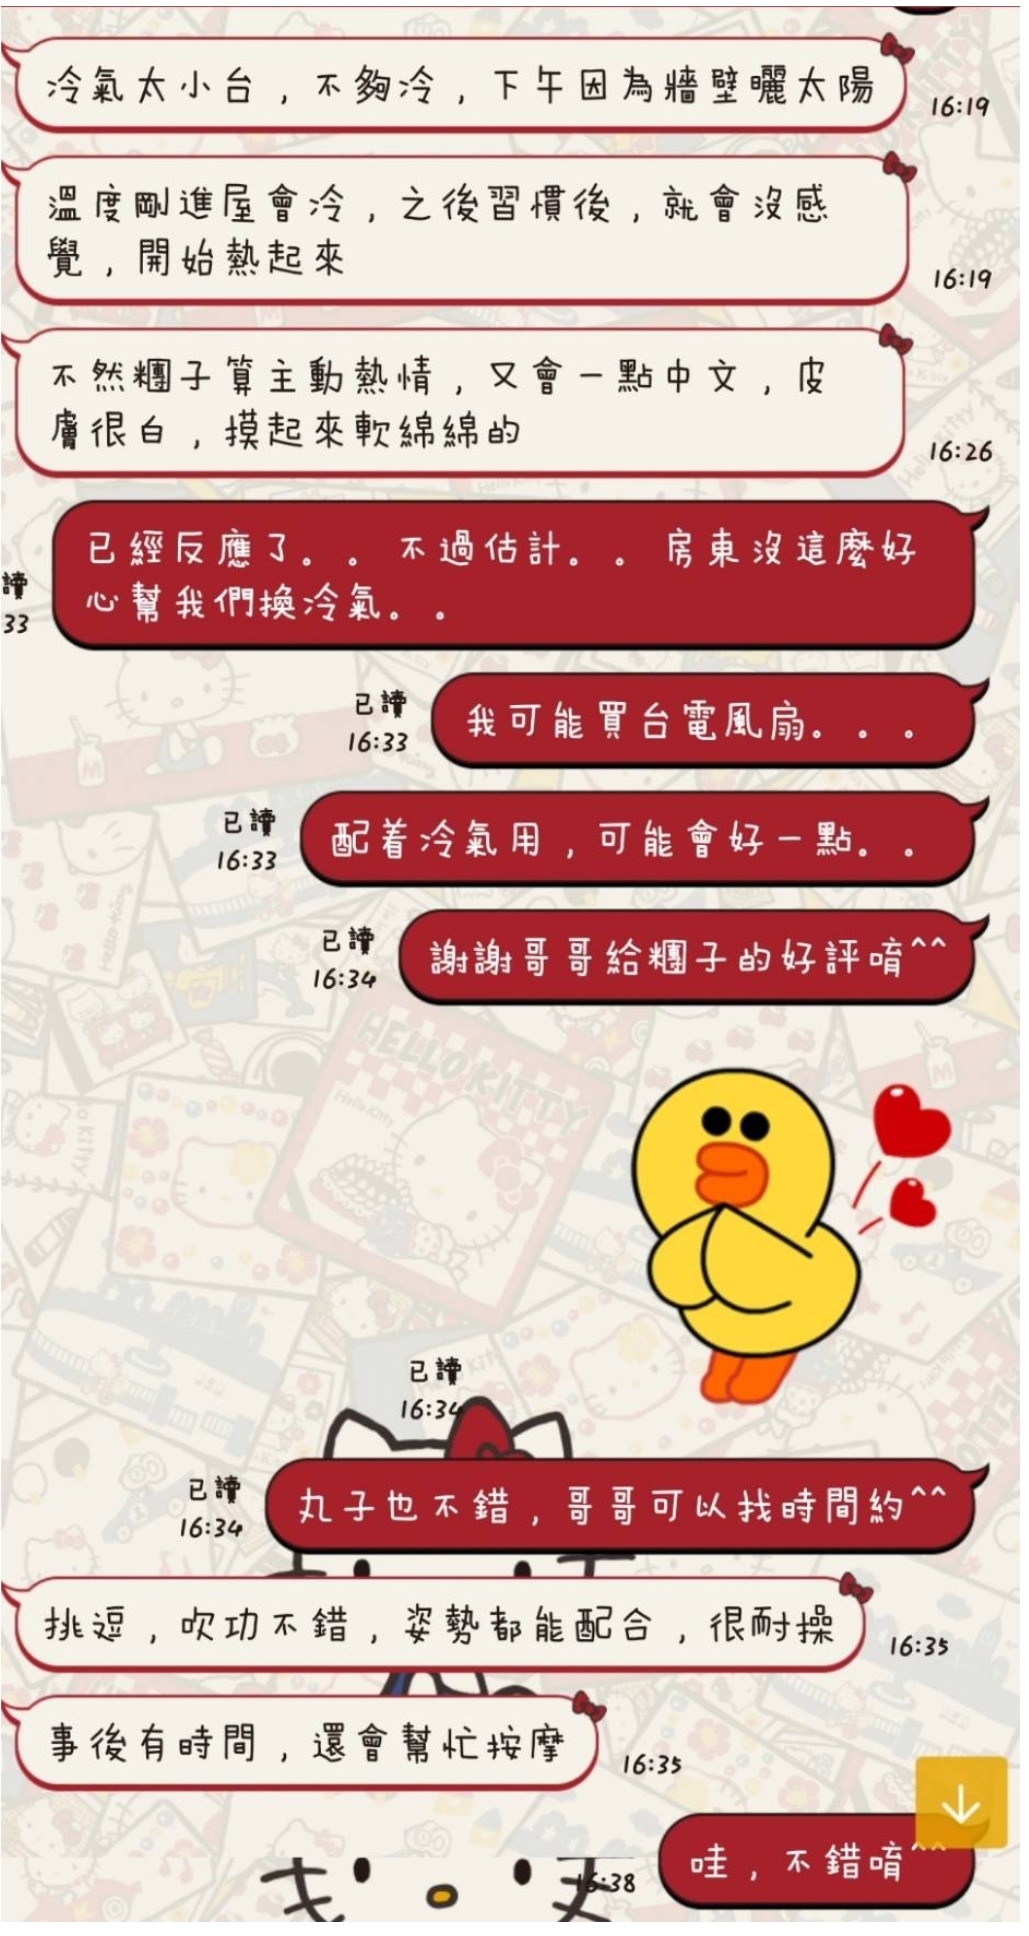 冷氣太小台，不夠冷，下午因為牆壁曬太陽
16:19
溫度剛進屋會冷，之後習慣後，就會沒感
覺，開始熱起來
16:19
不然糰子算主動熱情，又會一點中文，皮
膚很白，摸起來軟綿綿的
16:26
已經反應了。。不過估計。。房東沒這麼好
心幫我們換冷氣。。
讀
33
我可能買台電風扇。。。
已讀
16:33
配着冷氣用，可能會好一點。。
已讀
16:33
謝謝哥哥給糰子的好評唷^^
已讀
16:34
HELLO KITTY
Hello Kitty
已讀
16:34
丸子也不錯，哥哥可以找時間約^^
已讀
16:34
挑逗，吹功不錯，姿勢都能配合，很耐操
16:35
事後有時間，還會幫忙按摩
16:35
哇，不錯唷^^
16:38